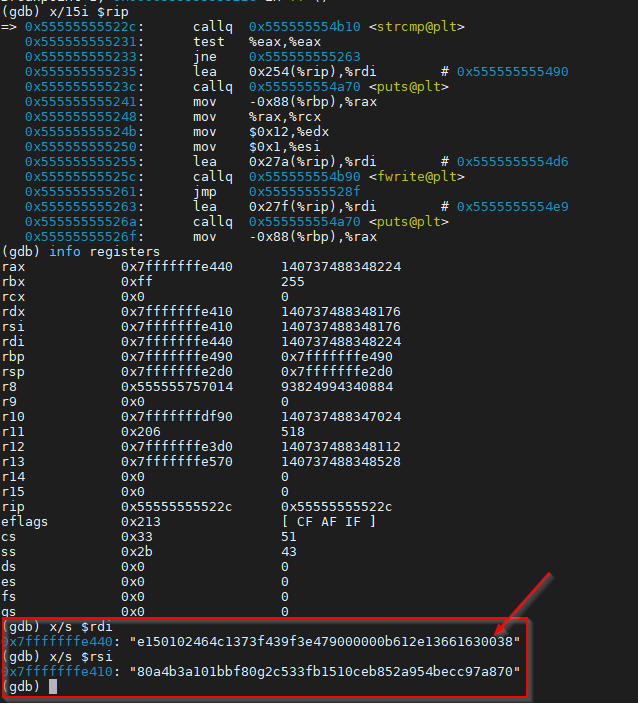 (gdb) x/15i $rip
=> 0x55555555522c: callq 0x555555554b10 <strcmp@plt>
0x555555555231: test %eax,%eax
0x555555555233: jne 0x555555555263
0x555555555235: lea 0x254(%rip),%rdi # 0x555555555490
0x55555555523c: callq 0x555555554a70 <puts@plt>
0x555555555241: mov -0x88(%rbp),%rax
0x555555555248: mov %rax,%rcx
0x55555555524b: mov $0x12,%edx
0x555555555250: mov $0x1,%esi
0x555555555255: lea 0x27a(%rip),%rdi # 0x5555555554d6
0x55555555525c: callq 0x555555554b90 <fwrite@plt>
0x555555555261: jmp 0x55555555528f
0x555555555263: lea 0x27f(%rip),%rdi # 0x5555555554e9
0x55555555526a: callq 0x555555554a70 <puts@plt>
0x55555555526f: mov -0x88(%rbp),%rax
(gdb) info registers
rax 0x7fffffffe440 140737488348224
rbx 0xff 255
rcx 0x0 0
rdx 0x7fffffffe410 140737488348176
rsi 0x7fffffffe410 140737488348176
rdi 0x7fffffffe440 140737488348224
rbp 0x7fffffffe490 0x7fffffffe490
rsp 0x7fffffffe2d0 0x7fffffffe2d0
r8 0x555555757014 93824994340884
r9 0x0 0
r10 0x7fffffffdf90 140737488347024
r11 0x206 518
r12 0x7fffffffe3d0 140737488348112
r13 0x7fffffffe570 140737488348528
r14 0x0 0
r15 0x0 0
rip 0x55555555522c 0x55555555522c
eflags 0x213 [ CF AF IF ]
cs 0x33 51
ss 0x2b 43
ds 0x0 0
es 0x0 0
fs 0x0 0
gs 0x0 0
(gdb) x/s $rdi
0x7fffffffe440: "e150102464c1373f439f3e479000000b612e13661630038"
(gdb) x/s $rsi
0x7fffffffe410: "80a4b3a101bbf80g2c533fb1510ceb852a954becc97a870"
(gdb)